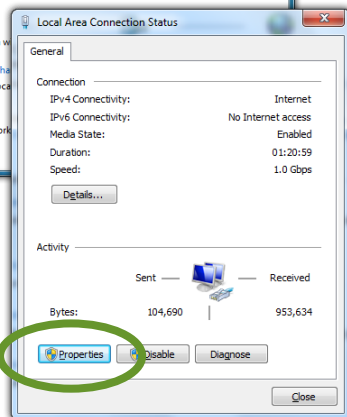 Local Area Connection Status
General
Connection
IPv4 Connectivity: Internet
IPv6 Connectivity: No Internet access
Media State: Enabled
Duration: 01:20:59
Speed: 1.0 Gbps
Details...
Activity
Sent Received
Bytes: 104,690 953,634
Properties Disable Diagnose
Close